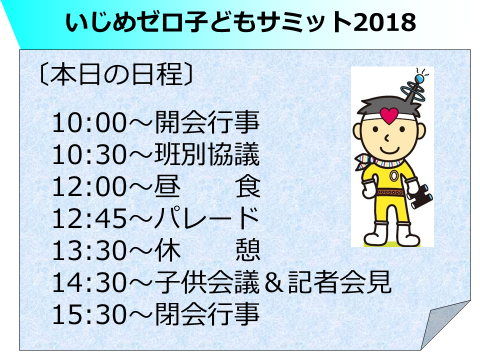 いじめゼロ子どもサミット2018
〔本日の日程〕
10:00～開会行事
10:30～班別協議
12:00～昼　　食
12:45～パレード
13:30～休　　憩
14:30～子供会議＆記者会見
15:30～閉会行事